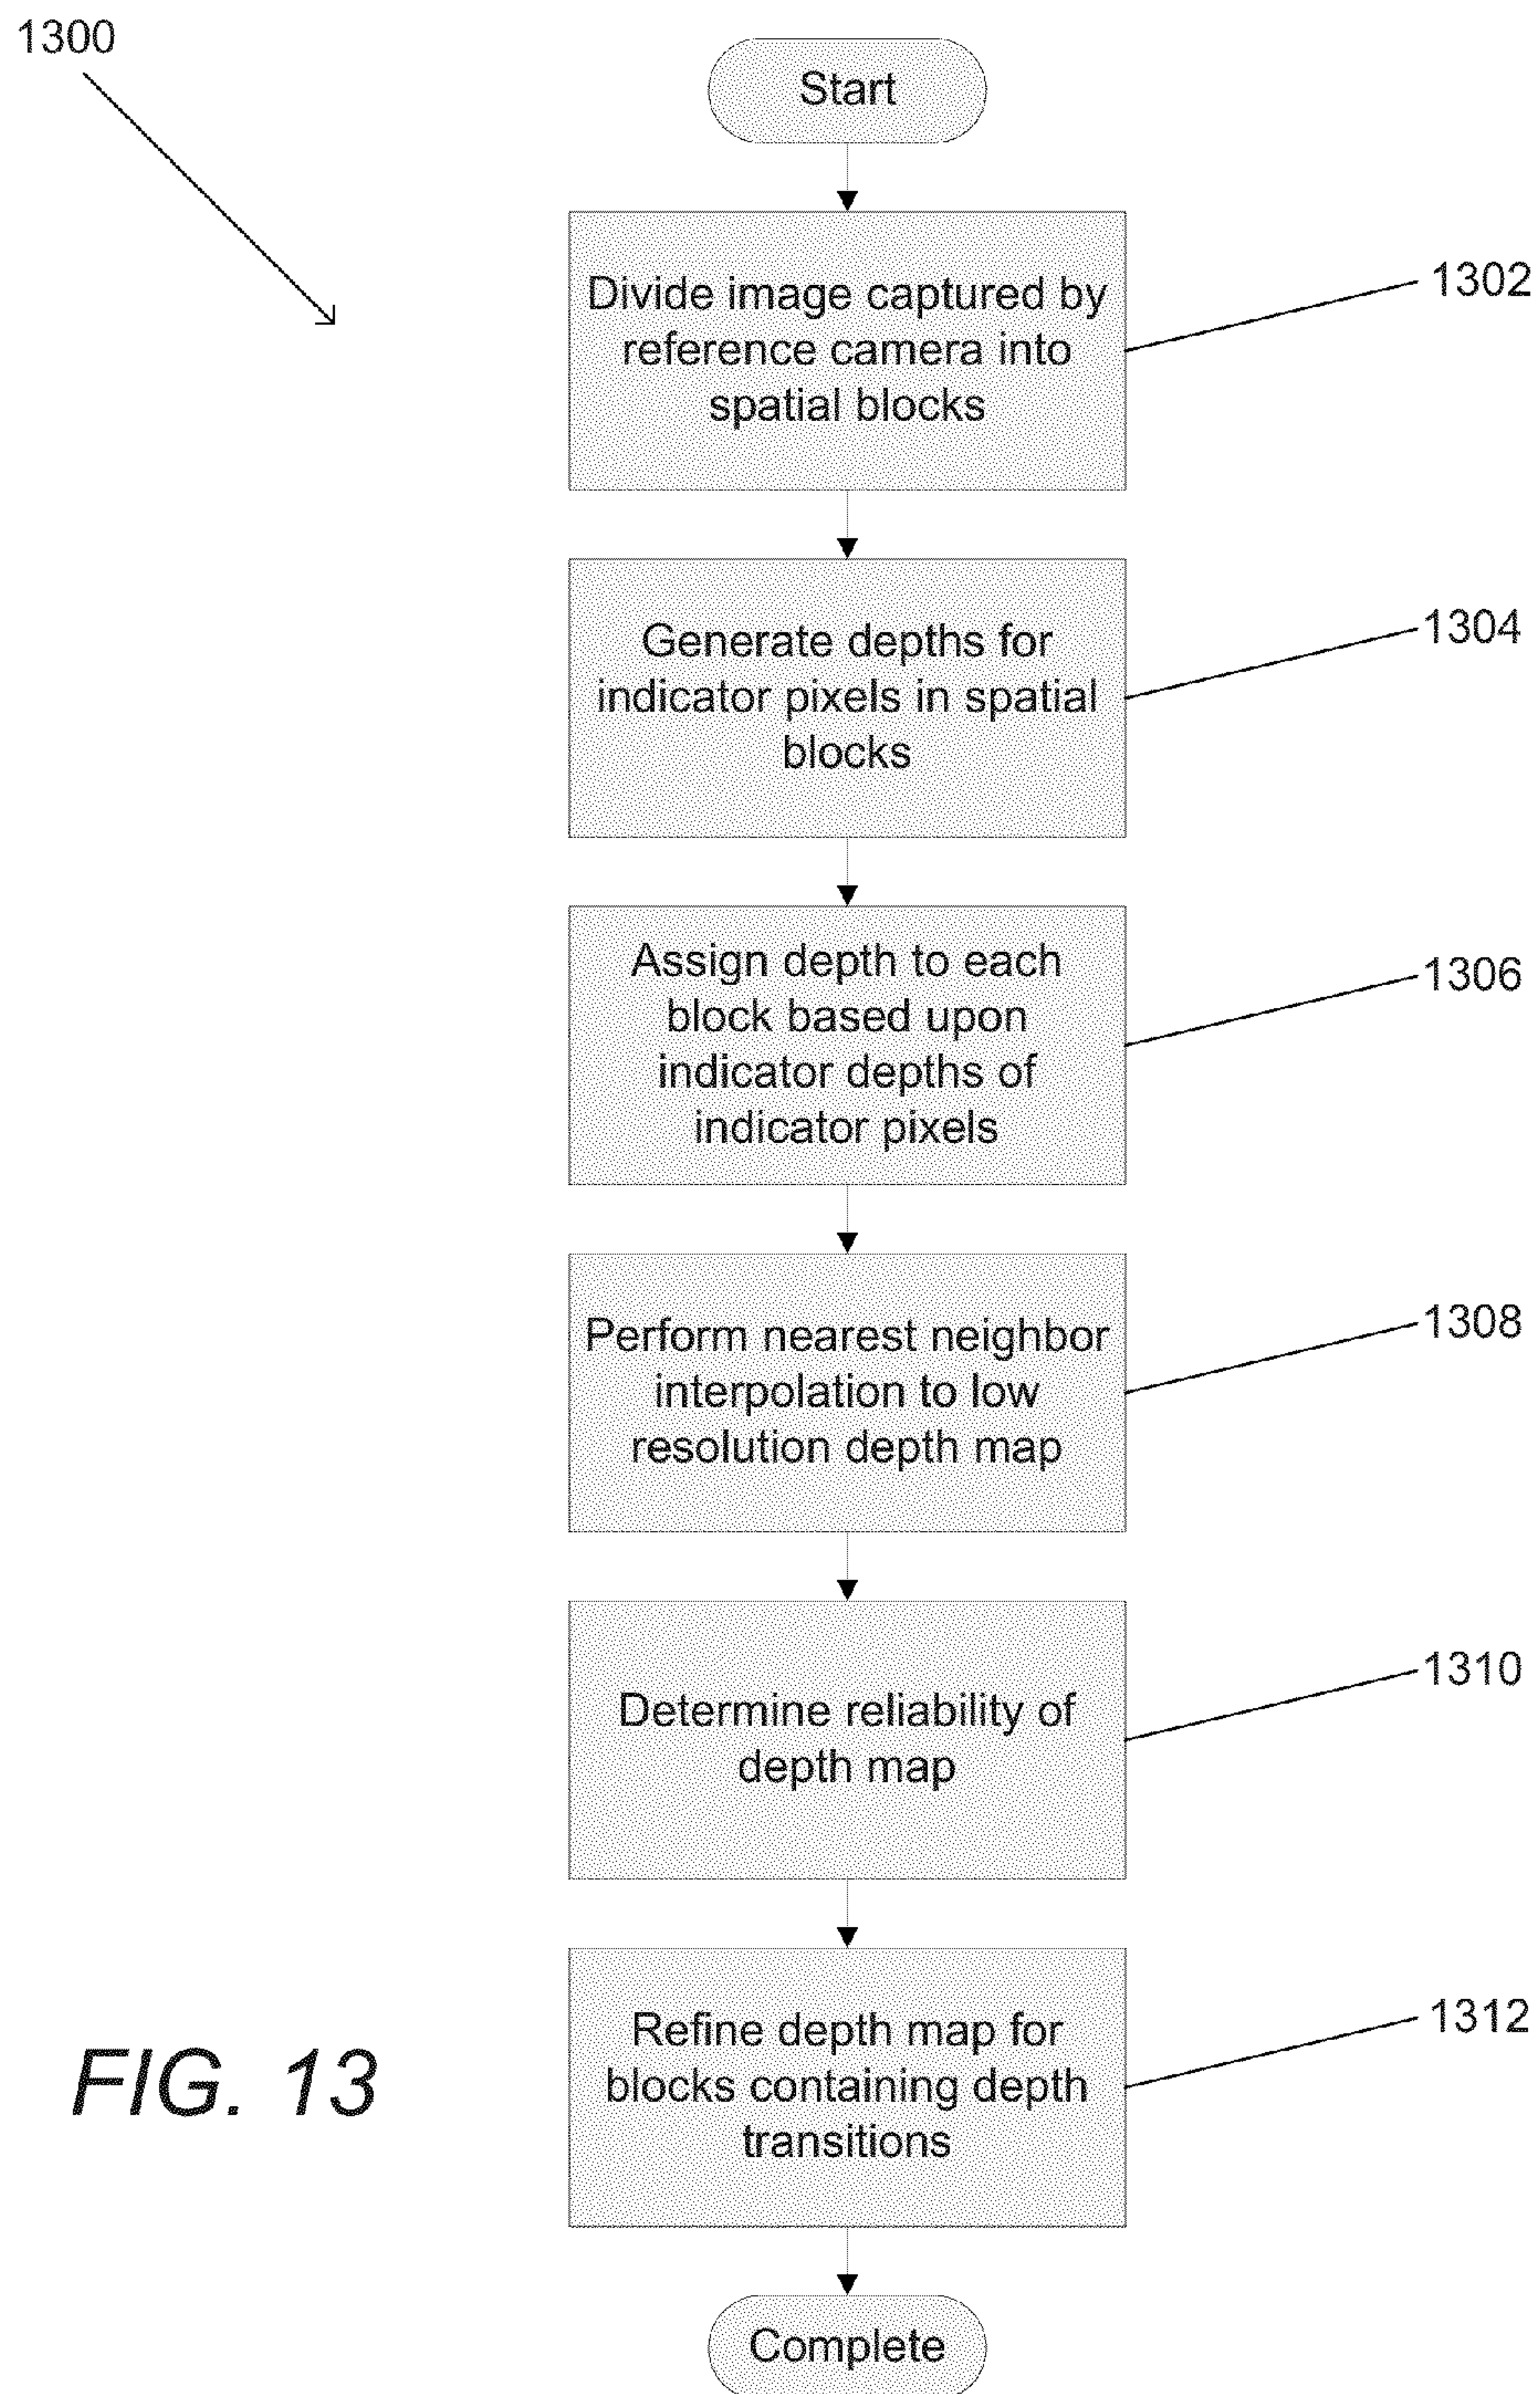 1300
Start
Divide image captured by
reference camera into
spatial blocks
1302
Generate depths for
indicator pixels in spatial
blocks
1304
Assign depth to each
block based upon
indicator depths of
indicator pixels
1306
Perform nearest neighbor
interpolation to low
resolution depth map
1308
Determine reliability of
depth map
1310
Refine depth map for
blocks containing depth
transitions
1312
FIG. 13
Complete